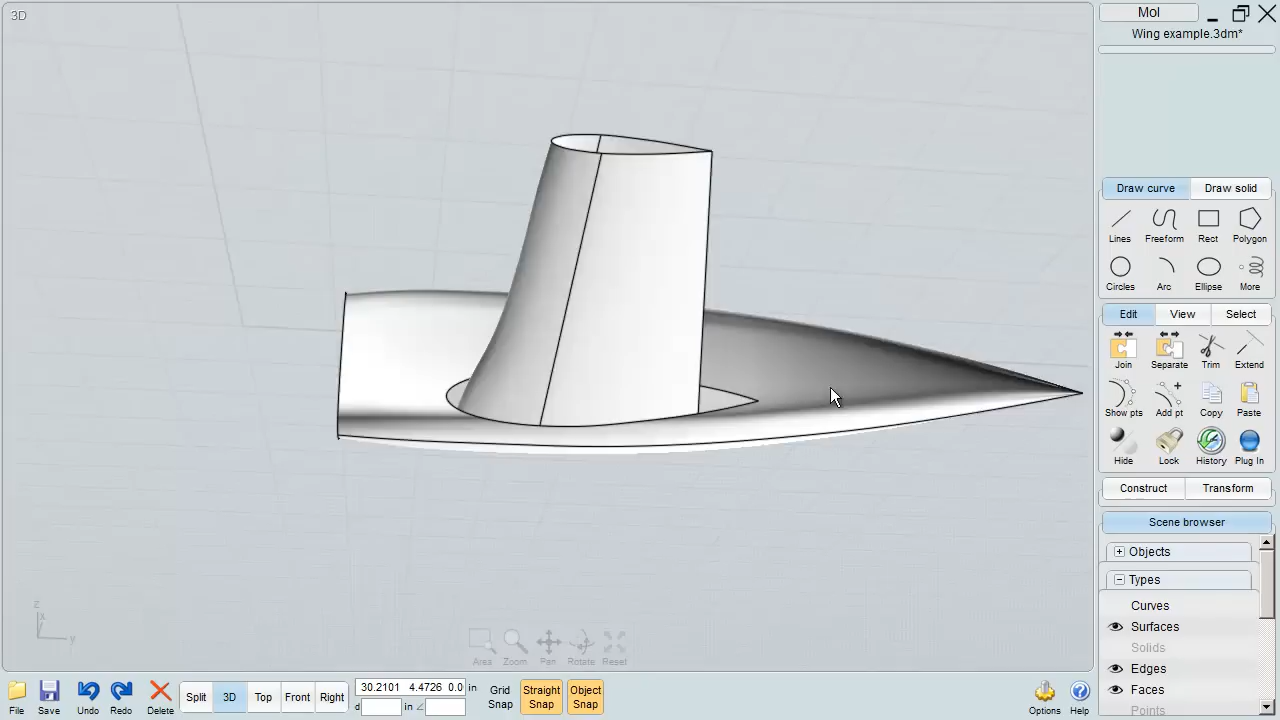 3D
MoI
Wing example.3dm*
Draw curve
Draw solid
Lines
Freeform
Rect
Polygon
Circles
Arc
Ellipse
More
Edit
View
Select
Join
Separate
Trim
Extend
Show pts
Add pt
Copy
Paste
Hide
Lock
History
Plug In
Construct
Transform
Scene browser
Objects
Types
Curves
Surfaces
Solids
Edges
Faces
Points
z
x
y
Area
Zoom
Pan
Rotate
Reset
File
Save
Undo
Redo
Delete
Split
3D
Top
Front
Right
30.2101 4.4726 0.0 in
d in ∠
Grid Snap
Straight Snap
Object Snap
Options
Help